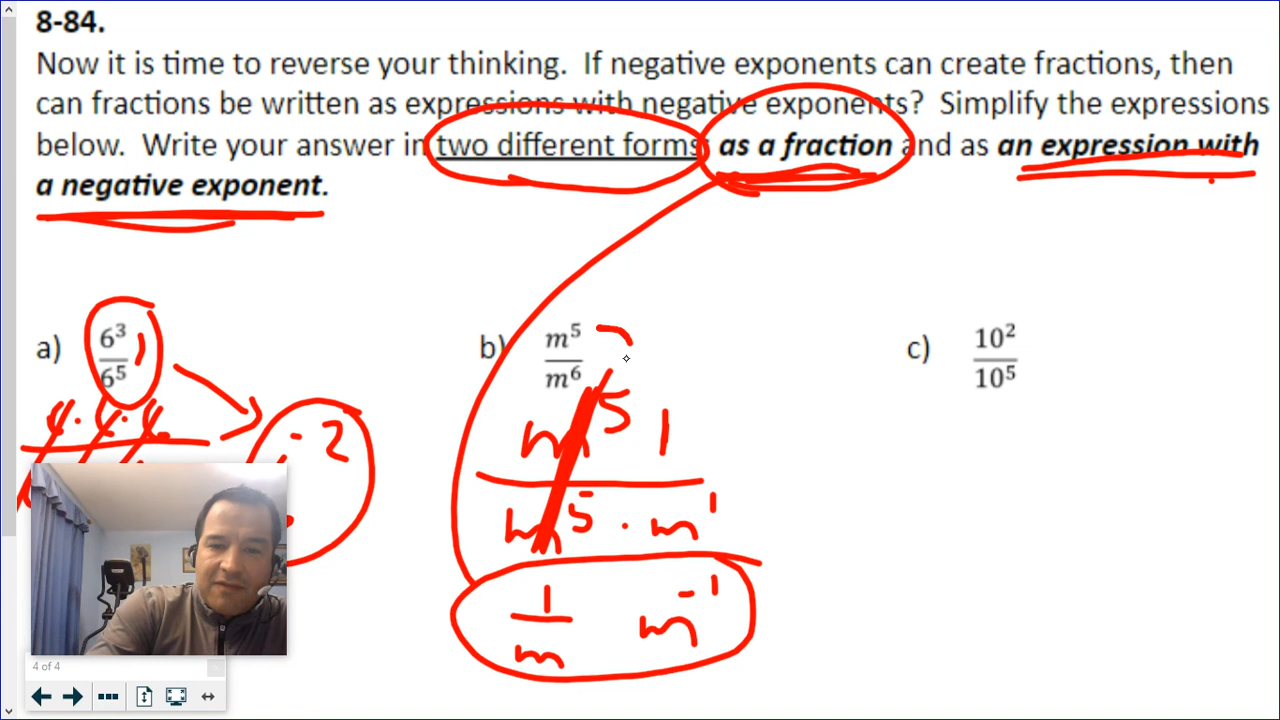 8-84.
Now it is time to reverse your thinking. If negative exponents can create fractions, then
can fractions be written as expressions with negative exponents? Simplify the expressions
below. Write your answer in two different forms as a fraction and as an expression with
a negative exponent.
a) 6³/6⁵
b) m⁵/m⁶
c) 10²/10⁵
-2
m⁵ 1
m⁵ · m¹
1/m m⁻¹
4 of 4